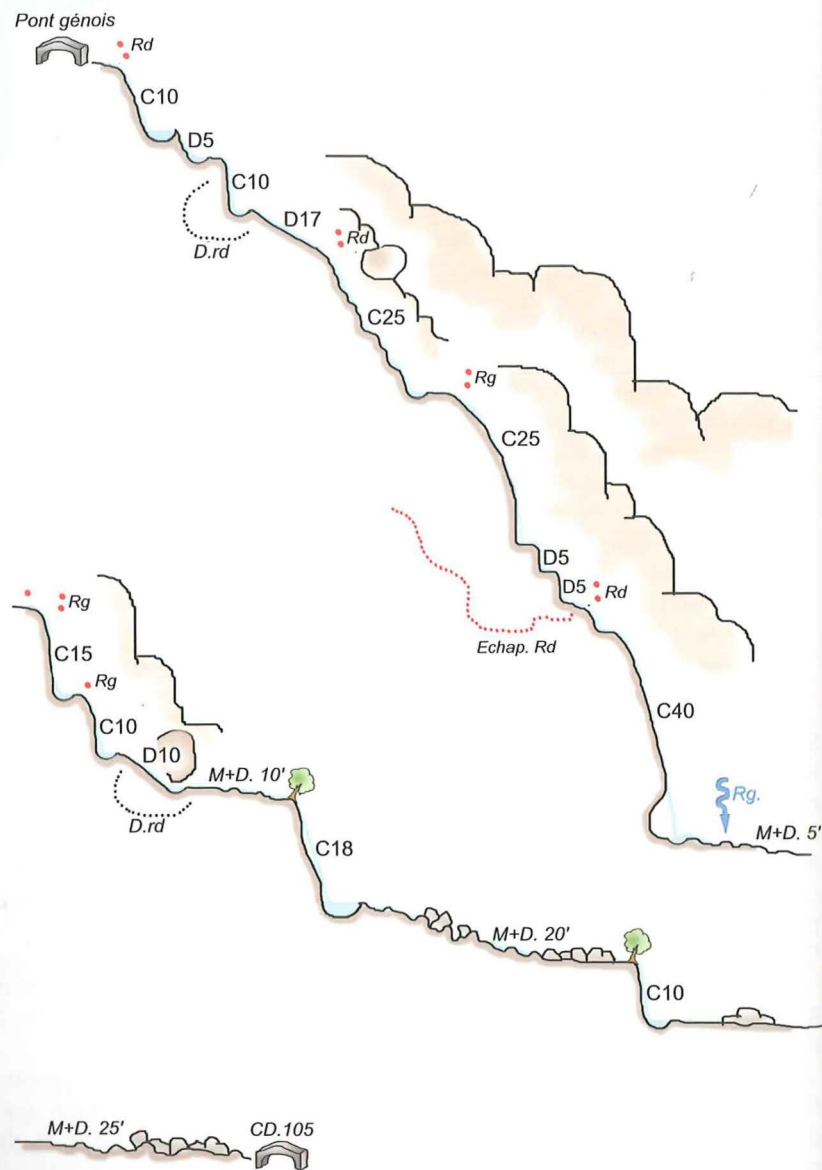 Pont génois
Rd
C10
D5
C10
D.rd
D17
Rd
C25
Rg
C25
D5
D5
Rd
Echap. Rd
C40
Rg.
M+D. 5'
Rg
C15
Rg
C10
D10
D.rd
M+D. 10'
C18
M+D. 20'
C10
M+D. 25'
CD.105